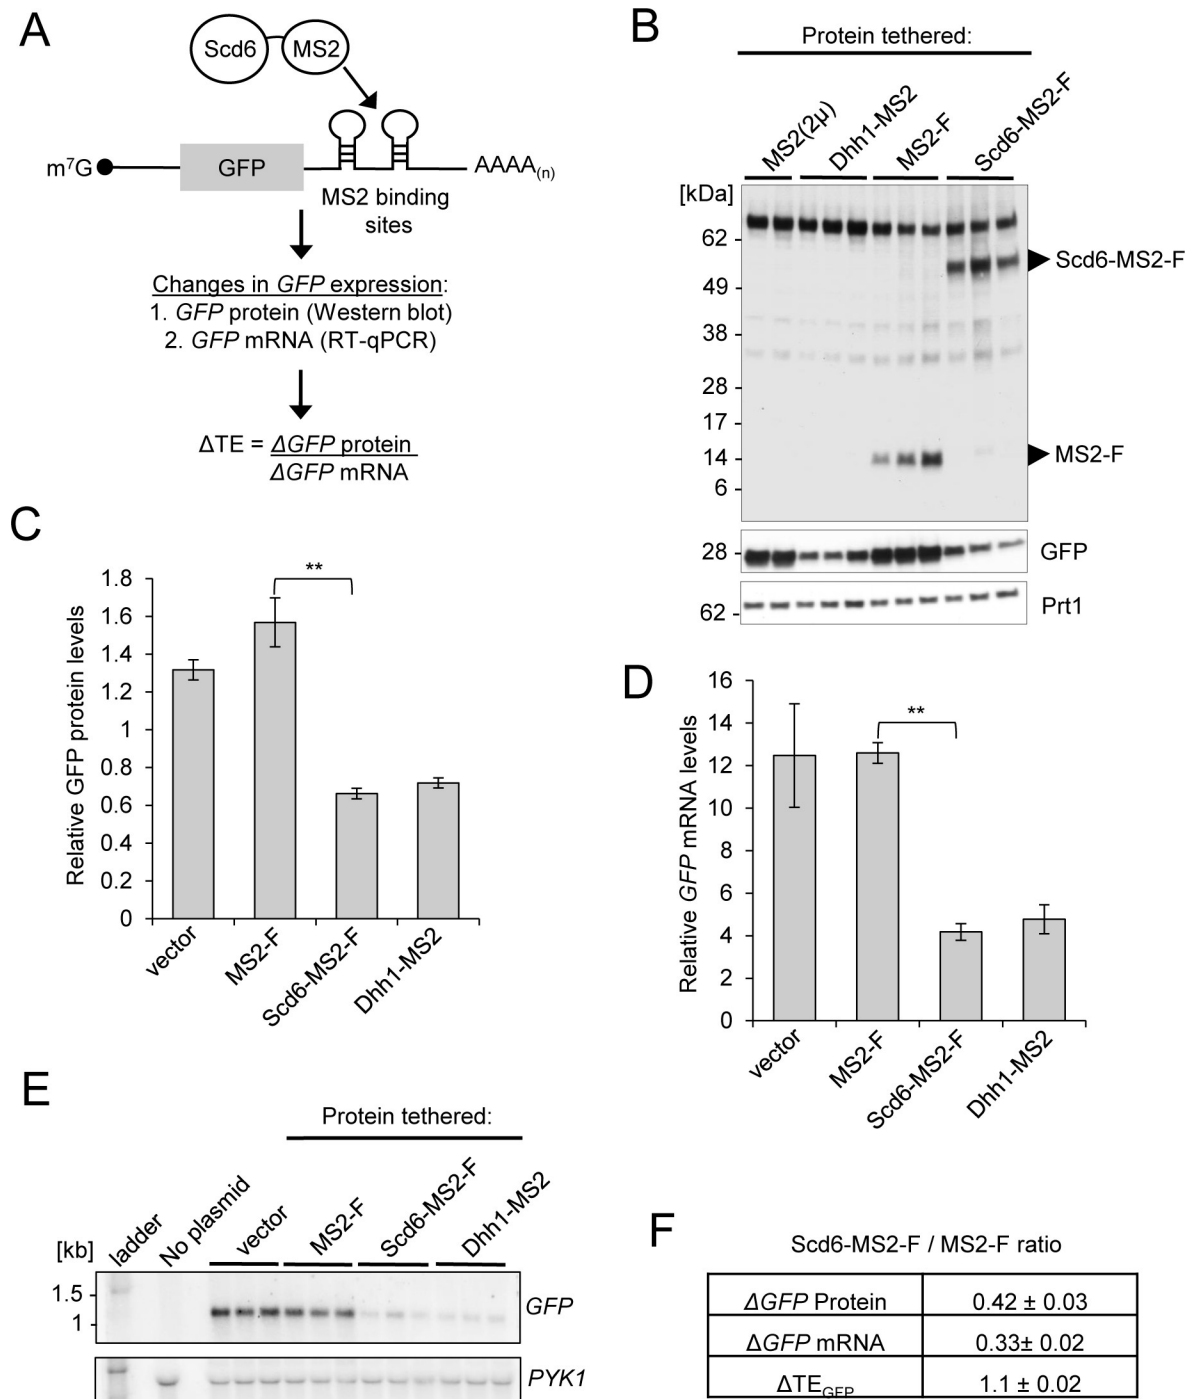 A
Scd6
MS2
m⁷G
GFP
AAAA(n)
MS2 binding
sites
Changes in GFP expression:
1. GFP protein (Western blot)
2. GFP mRNA (RT-qPCR)
ΔTE = ΔGFP protein
ΔGFP mRNA
B
Protein tethered:
MS2(2µ)
Dhh1-MS2
MS2-F
Scd6-MS2-F
[kDa]
62
49
38
28
17
14
6
Scd6-MS2-F
MS2-F
28
GFP
62
Prt1
C
Relative GFP protein levels
1.8
1.6
1.4
1.2
1
0.8
0.6
0.4
0.2
0
**
vector
MS2-F
Scd6-MS2-F
Dhh1-MS2
D
Relative GFP mRNA levels
16
14
12
10
8
6
4
2
0
**
vector
MS2-F
Scd6-MS2-F
Dhh1-MS2
E
Protein tethered:
ladder
No plasmid
vector
MS2-F
Scd6-MS2-F
Dhh1-MS2
[kb]
1.5
1
GFP
PYK1
F
Scd6-MS2-F / MS2-F ratio
ΔGFP Protein 0.42 ± 0.03
ΔGFP mRNA 0.33± 0.02
ΔTEGFP 1.1 ± 0.02